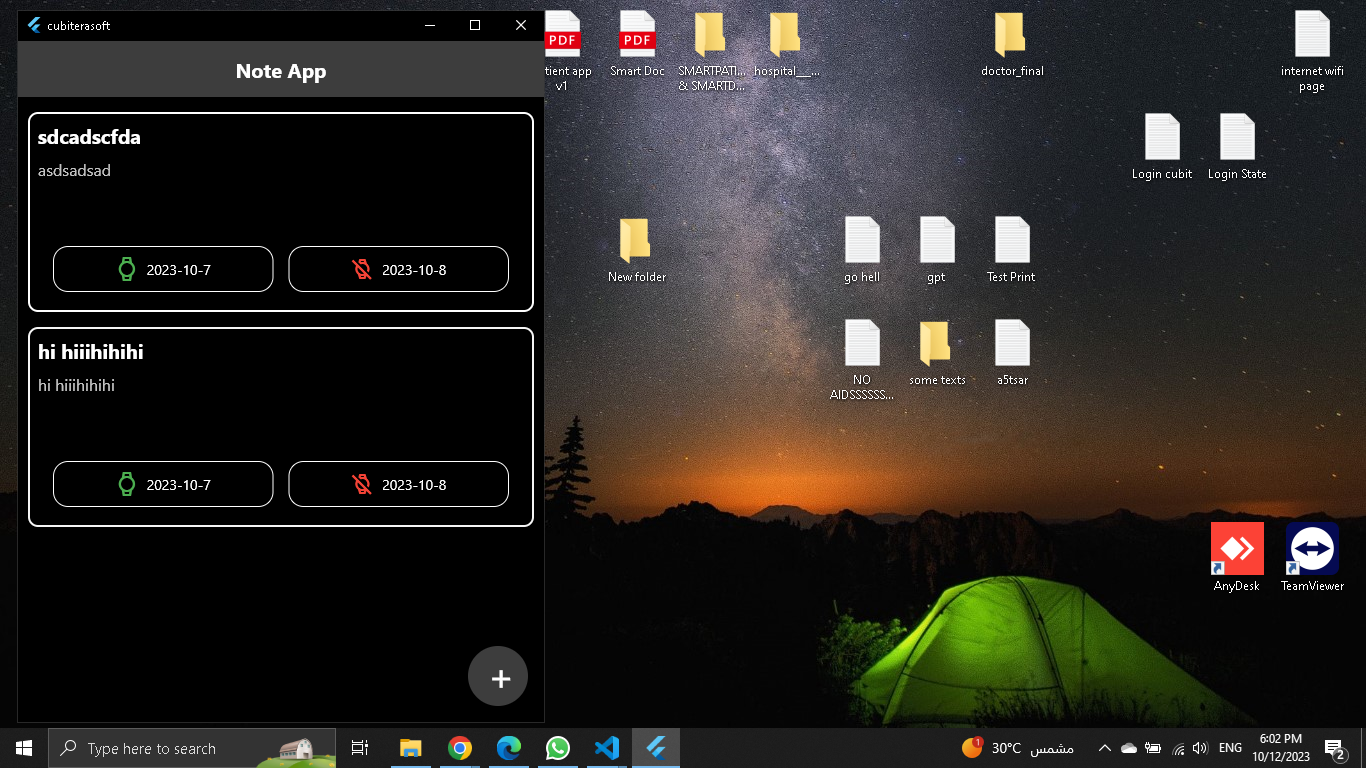 cubiterasoft
Note App
sdcadscfda
asdsadsad
2023-10-7
2023-10-8
hi hiiihihihi
hi hiiihihihi
2023-10-7
2023-10-8
+
PDF
tient app
v1
PDF
Smart Doc
SMARTPATI...
& SMARTD...
hospital___...
doctor_final
internet wifi
page
Login cubit
Login State
New folder
go hell
gpt
Test Print
NO
AIDSSSSSS...
some texts
a5tsar
AnyDesk
TeamViewer
Type here to search
1
30°C
مشمس
ENG
6:02 PM
10/12/2023
2